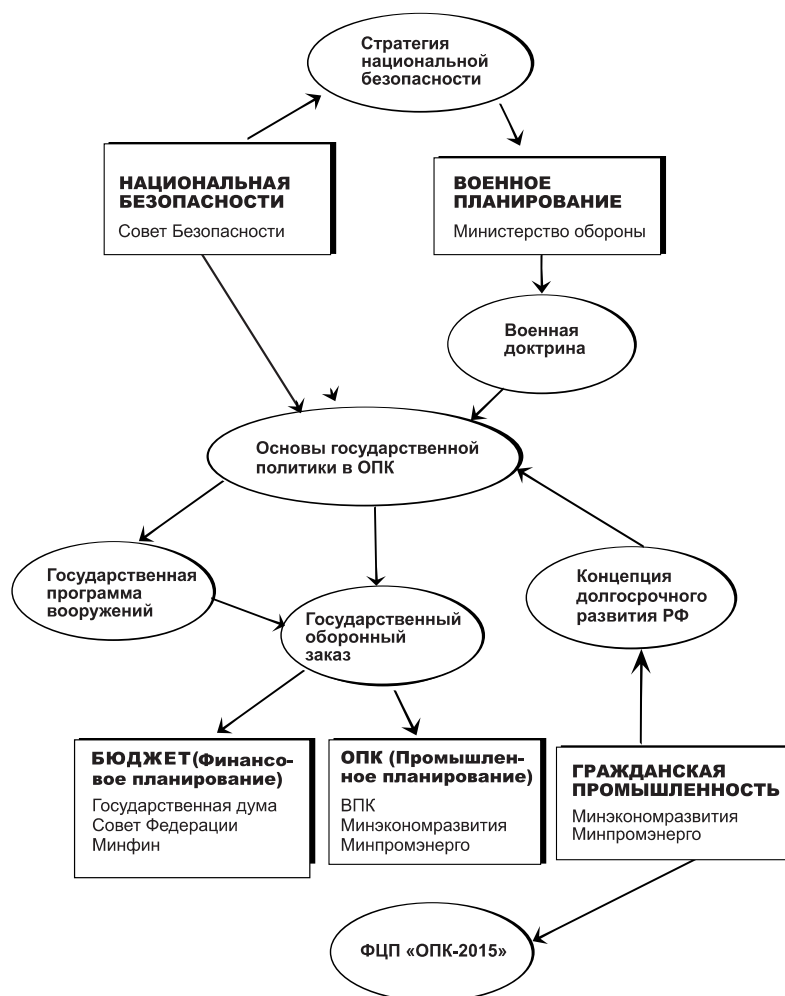 Стратегия
национальной
безопасности
НАЦИОНАЛЬНАЯ
БЕЗОПАСНОСТИ
Совет Безопасности
ВОЕННОЕ
ПЛАНИРОВАНИЕ
Министерство обороны
Военная
доктрина
Основы государственной
политики в ОПК
Государственная
программа
вооружений
Государственный
оборонный
заказ
Концепция
долгосрочного
развития РФ
БЮДЖЕТ(Финансо-
вое планирование)
Государственная дума
Совет Федерации
Минфин
ОПК (Промышлен-
ное планирование)
ВПК
Минэкономразвития
Минпромэнерго
ГРАЖДАНСКАЯ
ПРОМЫШЛЕННОСТЬ
Минэкономразвития
Минпромэнерго
ФЦП «ОПК-2015»